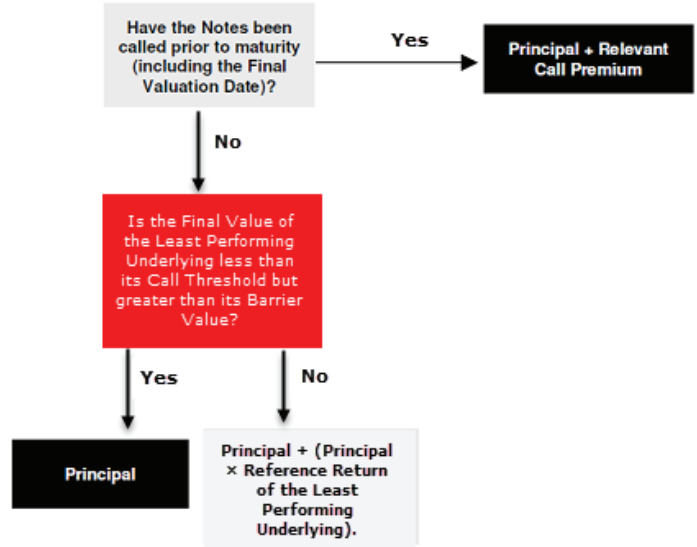 Have the Notes been
called prior to maturity
(including the Final
Valuation Date)?
Yes
Principal + Relevant
Call Premium
No
Is the Final Value of
the Least Performing
Underlying less than
its Call Threshold but
greater than its Barrier
Value?
Yes
No
Principal
Principal + (Principal
× Reference Return
of the Least
Performing
Underlying).